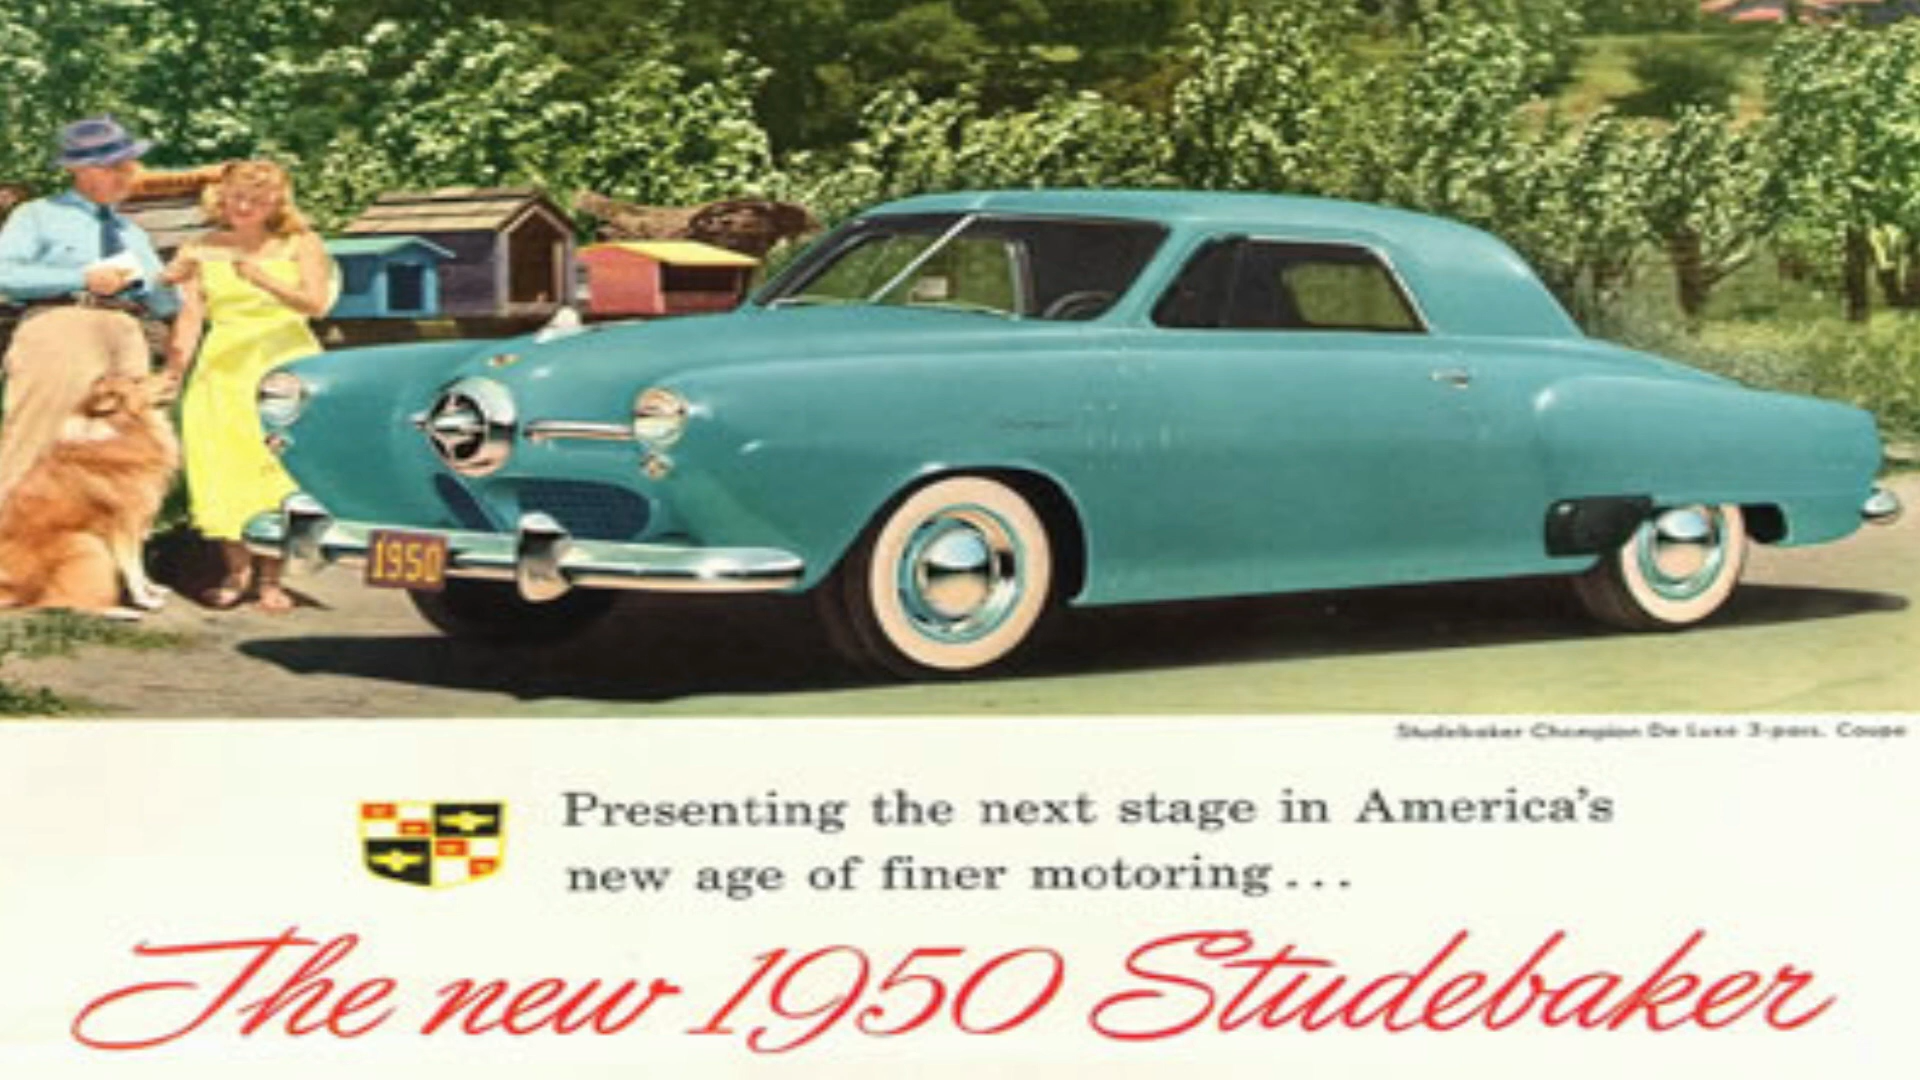 1950
Studebaker Champion De Luxe 3-pass. Coupe
Presenting the next stage in America's
new age of finer motoring...
The new 1950 Studebaker